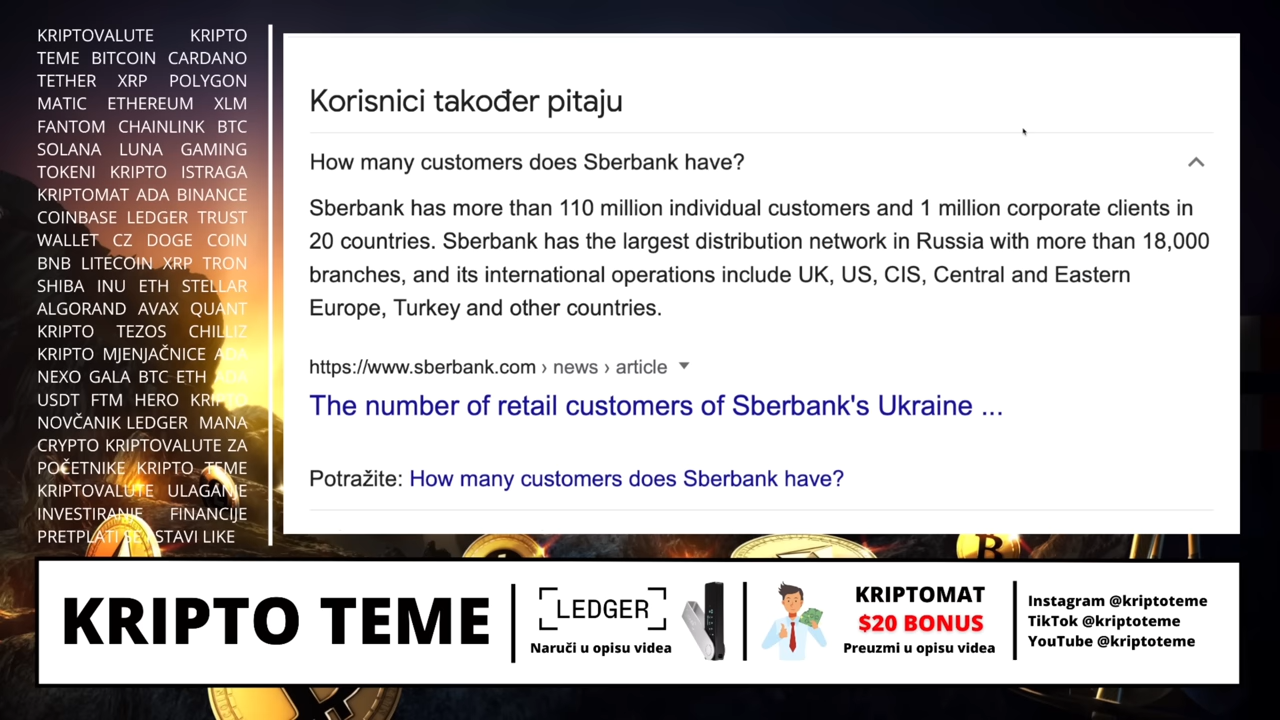 KRIPTOVALUTE KRIPTO
TEME BITCOIN CARDANO
TETHER XRP POLYGON
MATIC ETHEREUM XLM
FANTOM CHAINLINK BTC
SOLANA LUNA GAMING
TOKENI KRIPTO ISTRAGA
KRIPTOMAT ADA BINANCE
COINBASE LEDGER TRUST
WALLET CZ DOGE COIN
BNB LITECOIN XRP TRON
SHIBA INU ETH STELLAR
ALGORAND AVAX QUANT
KRIPTO TEZOS CHILLIZ
KRIPTO MJENJAČNICE ADA
NEXO GALA BTC ETH ADA
USDT FTM HERO KRIPTO
NOVČANIK LEDGER MANA
CRYPTO KRIPTOVALUTE ZA
POČETNIKE KRIPTO TEME
KRIPTOVALUTE ULAGANJE
INVESTIRANJE FINANCIJE
PRETPLATI SE OSTAVI LIKE
Korisnici također pitaju
How many customers does Sberbank have?
Sberbank has more than 110 million individual customers and 1 million corporate clients in
20 countries. Sberbank has the largest distribution network in Russia with more than 18,000
branches, and its international operations include UK, US, CIS, Central and Eastern
Europe, Turkey and other countries.
https://www.sberbank.com › news › article
The number of retail customers of Sberbank's Ukraine ...
Potražite: How many customers does Sberbank have?
KRIPTO TEME
LEDGER
Naruči u opisu videa
KRIPTOMAT
$20 BONUS
Preuzmi u opisu videa
Instagram @kriptoteme
TikTok @kriptoteme
YouTube @kriptoteme